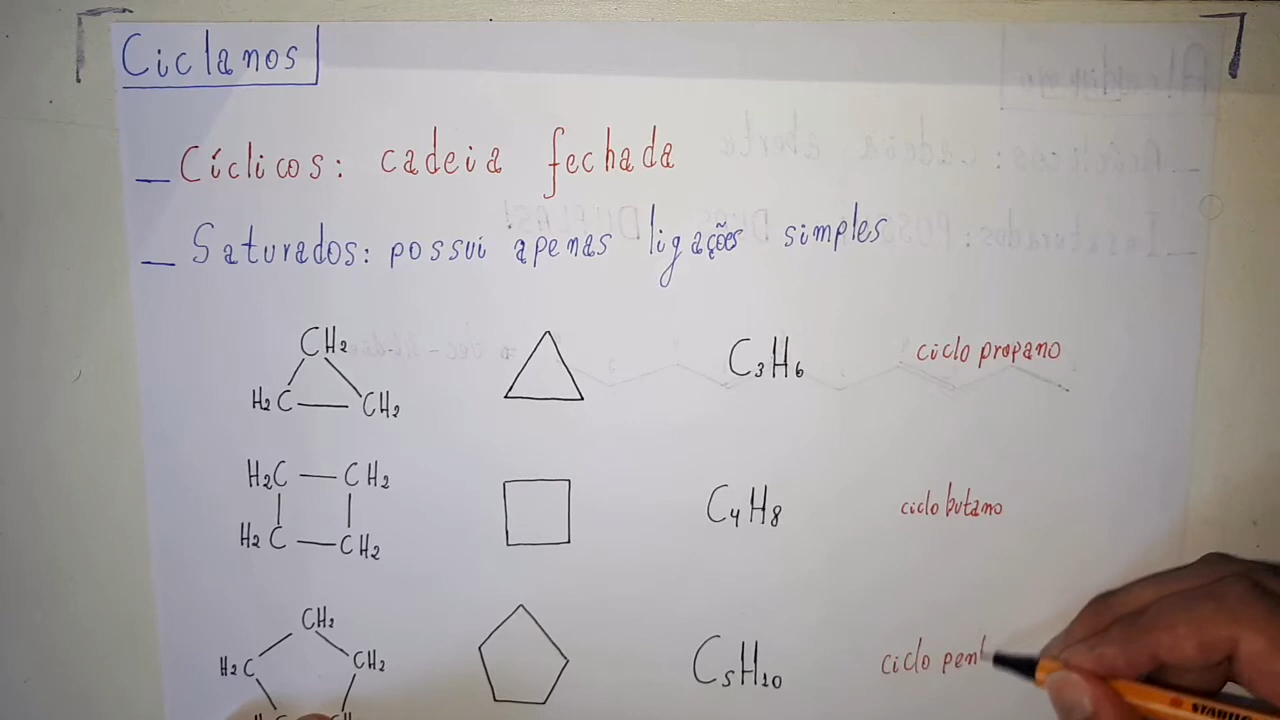 Ciclanos
_ Cíclicos: cadeia fechada
_ Saturados: possui apenas ligações simples
CH₂
H₂C CH₂
C₃H₆
ciclo propano
H₂C CH₂
H₂C CH₂
C₄H₈
ciclo butano
CH₂
H₂C CH₂
C₅H₁₀
ciclo pent